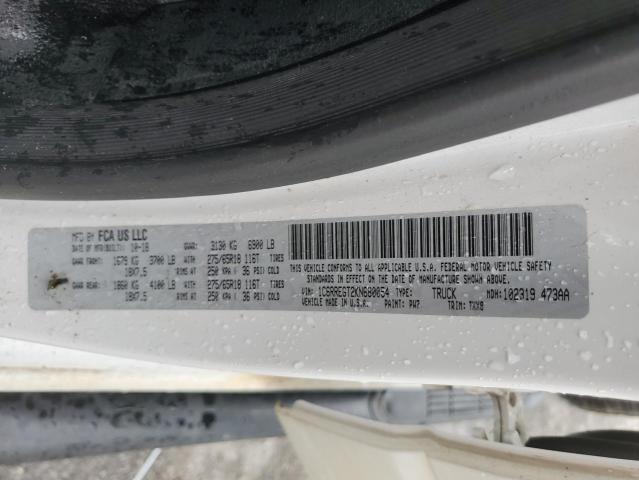 MFD BY FCA US LLC
DATE OF MFR(BUILT): 10-18 GVWR: 3130 KG 6900 LB
GAWR FRONT: 1679 KG 3700 LB WITH 275/65R18 116T TIRES
18X7.5 RIMS AT 250 KPA/ 36 PSI COLD
GAWR REAR: 1860 KG 4100 LB WITH 275/65R18 116T TIRES
18X7.5 RIMS AT 250 KPA/ 36 PSI COLD
THIS VEHICLE CONFORMS TO ALL APPLICABLE U.S.A. FEDERAL MOTOR VEHICLE SAFETY
STANDARDS IN EFFECT ON THE DATE OF MANUFACTURE SHOWN ABOVE.
VIN: 1C6RREGT2KN680054 TYPE: TRUCK MDH: 102319 473AA
VEHICLE MADE IN U.S.A. PAINT: PW7 TRIM: TXX8